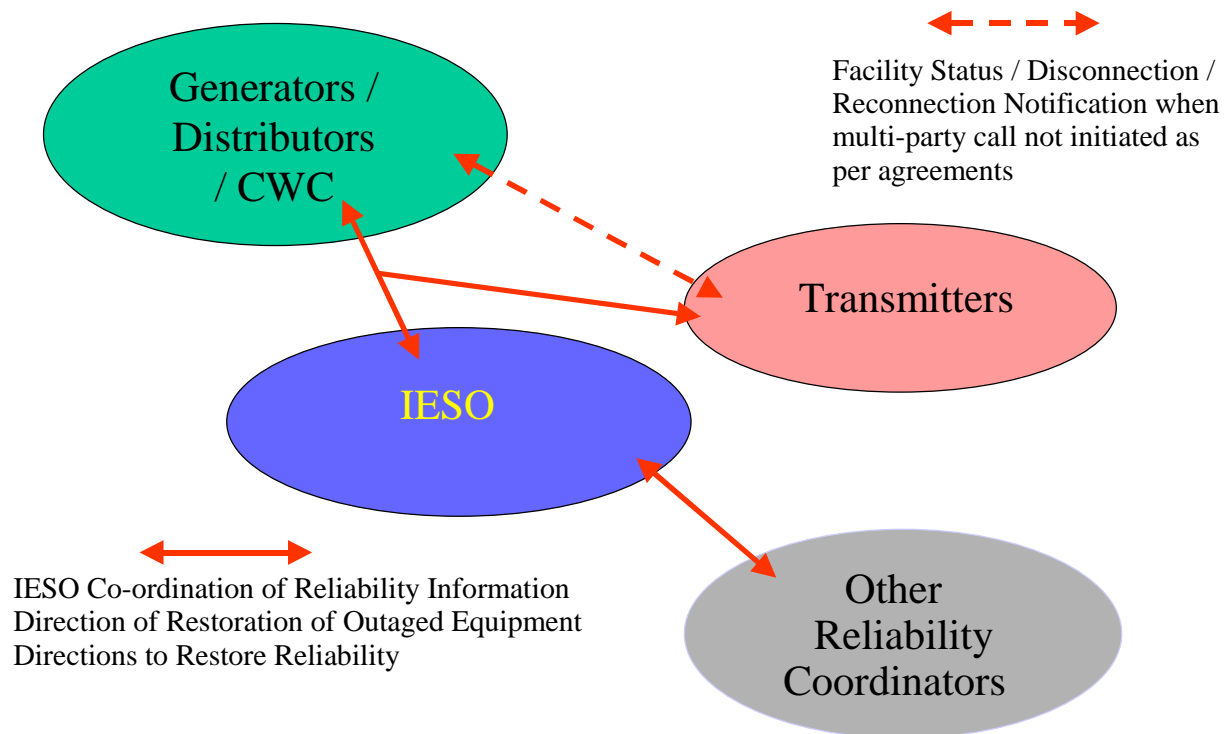 Generators /
Distributors
/ CWC
Facility Status / Disconnection /
Reconnection Notification when
multi-party call not initiated as
per agreements
Transmitters
IESO
IESO Co-ordination of Reliability Information
Direction of Restoration of Outaged Equipment
Directions to Restore Reliability
Other
Reliability
Coordinators